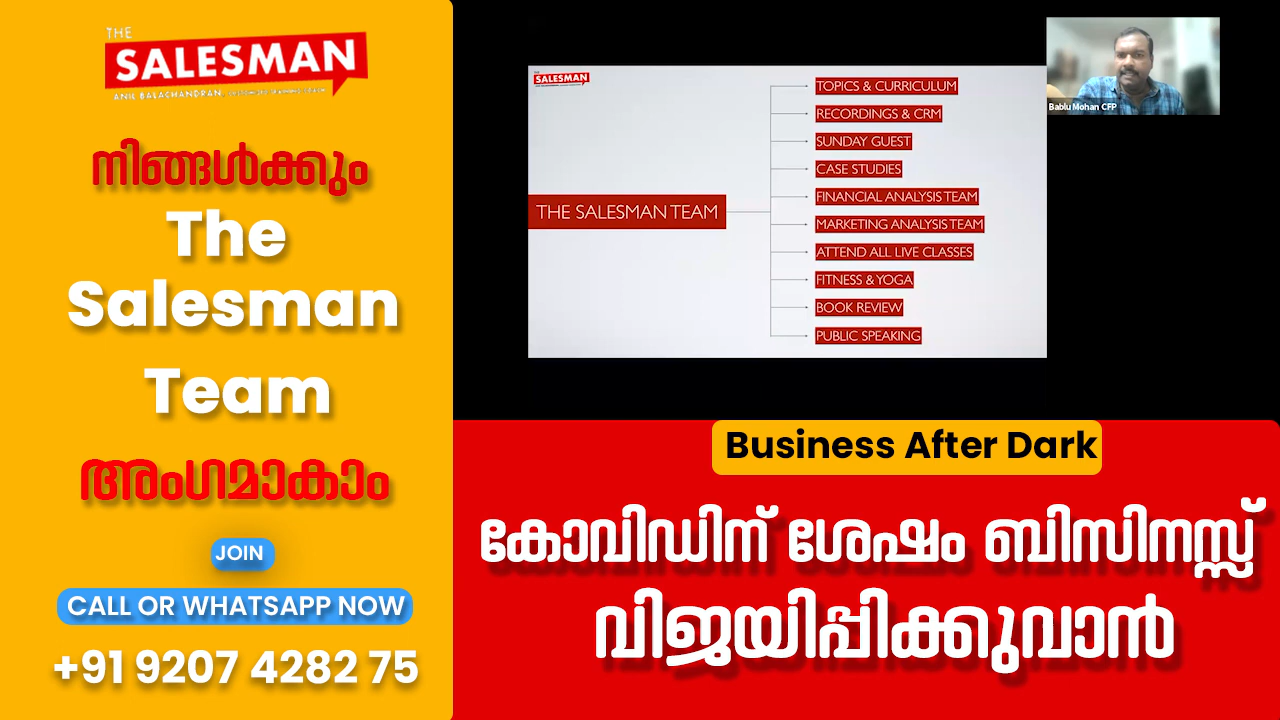 THE
SALESMAN
ANIL BALACHANDRAN
നിങ്ങൾക്കും
The
Salesman
Team
അംഗമാകാം
JOIN
CALL OR WHATSAPP NOW
+91 9207 4282 75
SALESMAN
THE SALESMAN TEAM
TOPICS & CURRICULUM
RECORDINGS & CRM
SUNDAY GUEST
CASE STUDIES
FINANCIAL ANALYSIS TEAM
MARKETING ANALYSIS TEAM
ATTEND ALL LIVE CLASSES
FITNESS & YOGA
BOOK REVIEW
PUBLIC SPEAKING
Bablu Mohan CFP
Business After Dark
കോവിഡിന് ശേഷം ബിസിനസ്സ്
വിജയിപ്പിക്കുവാൻ